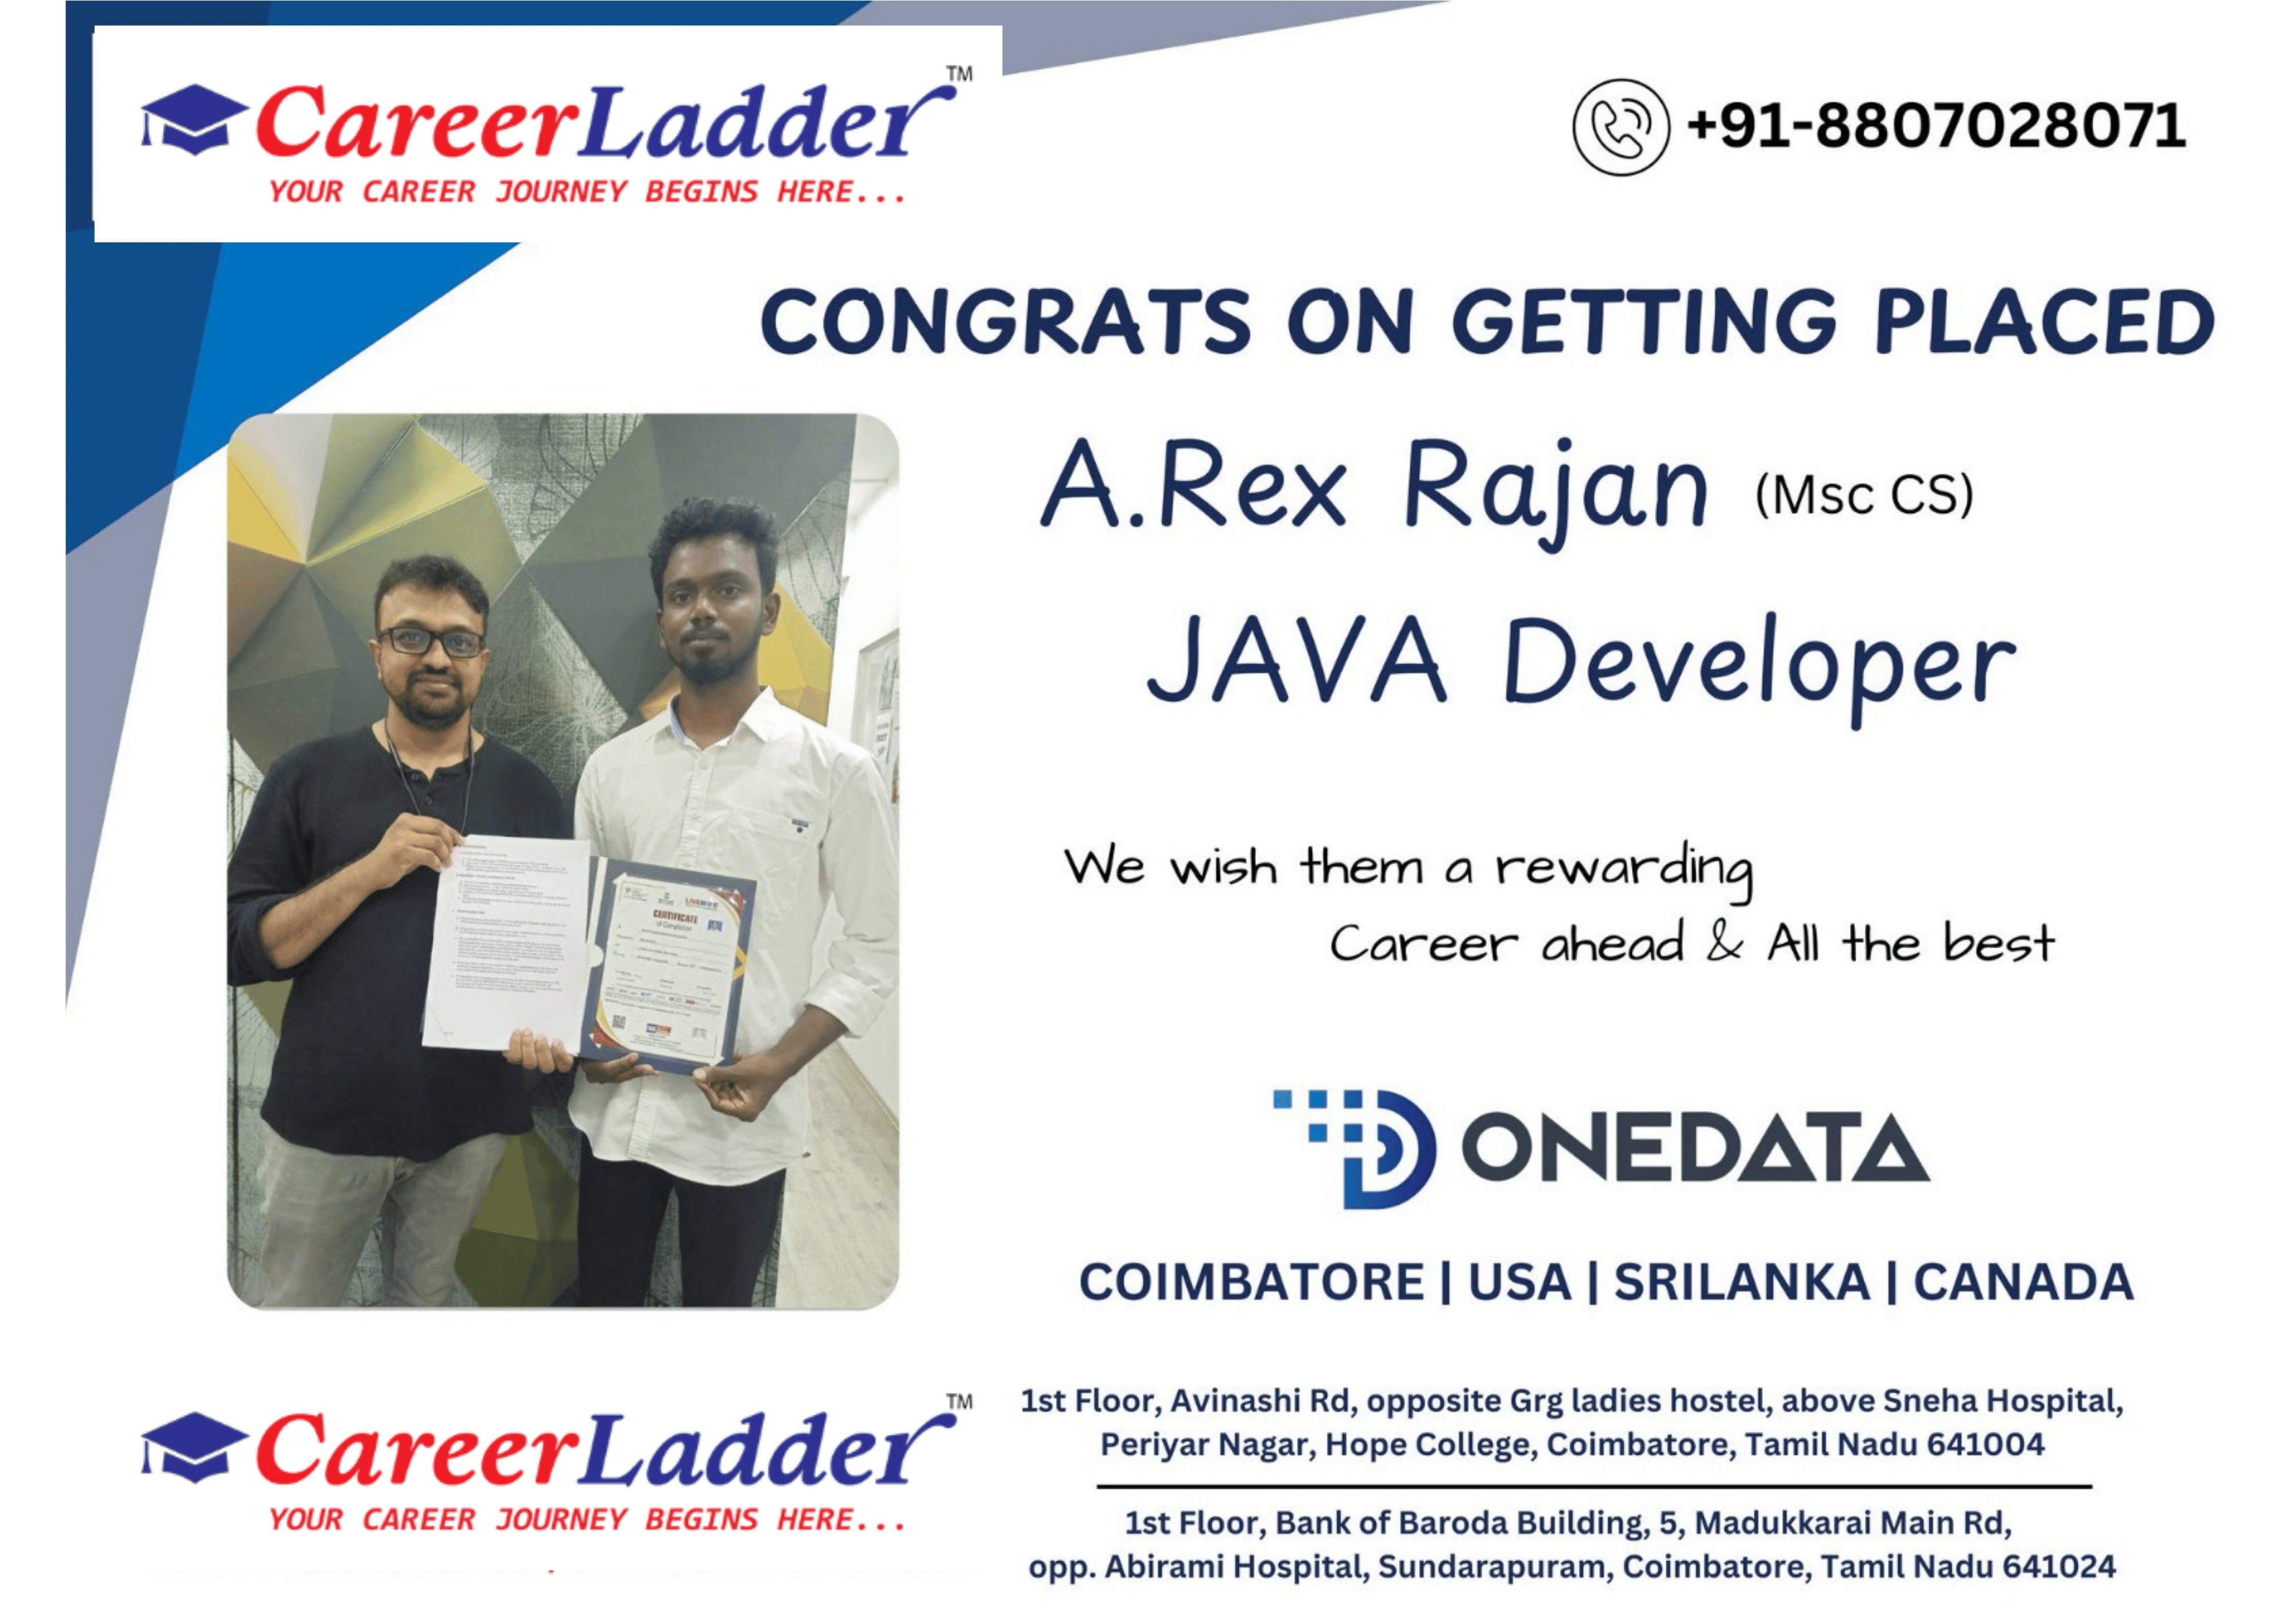 CareerLadder™
YOUR CAREER JOURNEY BEGINS HERE...
+91-8807028071
CONGRATS ON GETTING PLACED
A.Rex Rajan (Msc CS)
JAVA Developer
We wish them a rewarding
Career ahead & All the best
CERTIFICATE
of Completion
ONEDATA
COIMBATORE | USA | SRILANKA | CANADA
CareerLadder™
YOUR CAREER JOURNEY BEGINS HERE...
1st Floor, Avinashi Rd, opposite Grg ladies hostel, above Sneha Hospital,
Periyar Nagar, Hope College, Coimbatore, Tamil Nadu 641004
1st Floor, Bank of Baroda Building, 5, Madukkarai Main Rd,
opp. Abirami Hospital, Sundarapuram, Coimbatore, Tamil Nadu 641024